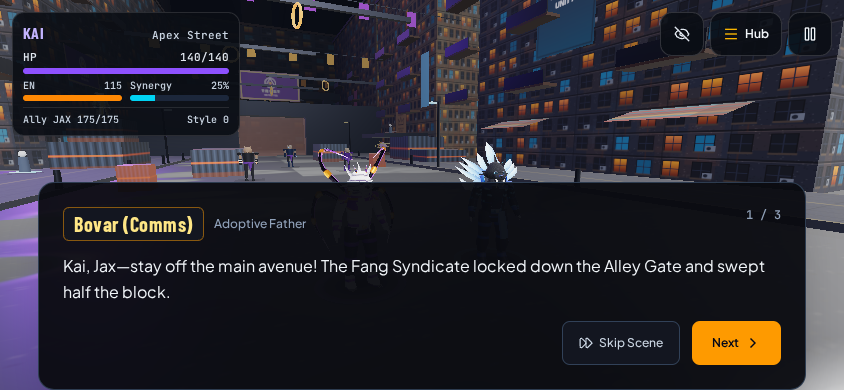 KAI
Apex Street
HP
140/140
EN 115
Synergy 25%
Ally JAX 175/175
Style 0
UNIT
Hub
Bovar (Comms)
Adoptive Father
1 / 3
Kai, Jax—stay off the main avenue! The Fang Syndicate locked down the Alley Gate and swept
half the block.
Skip Scene
Next